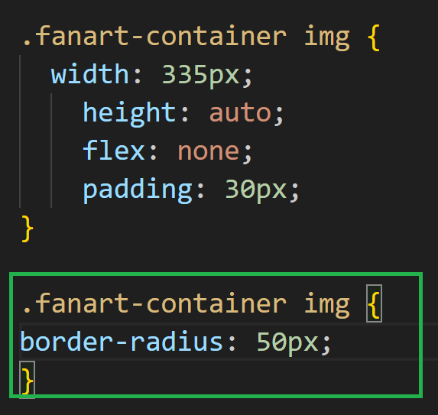 .fanart-container img {
width: 335px;
height: auto;
flex: none;
padding: 30px;
}
.fanart-container img {
border-radius: 50px;
}